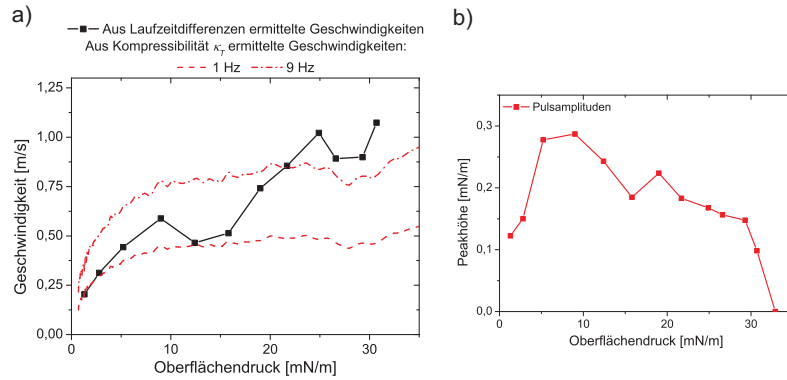 a)
Aus Laufzeitdifferenzen ermittelte Geschwindigkeiten
Aus Kompressibilität κT ermittelte Geschwindigkeiten:
1 Hz 9 Hz
1,25
1,00
0,75
0,50
0,25
0,00
Geschwindigkeit [m/s]
0 10 20 30
Oberflächendruck [mN/m]
b)
Pulsamplituden
0,3
0,2
0,1
0,0
Peakhöhe [mN/m]
0 10 20 30
Oberflächendruck [mN/m]